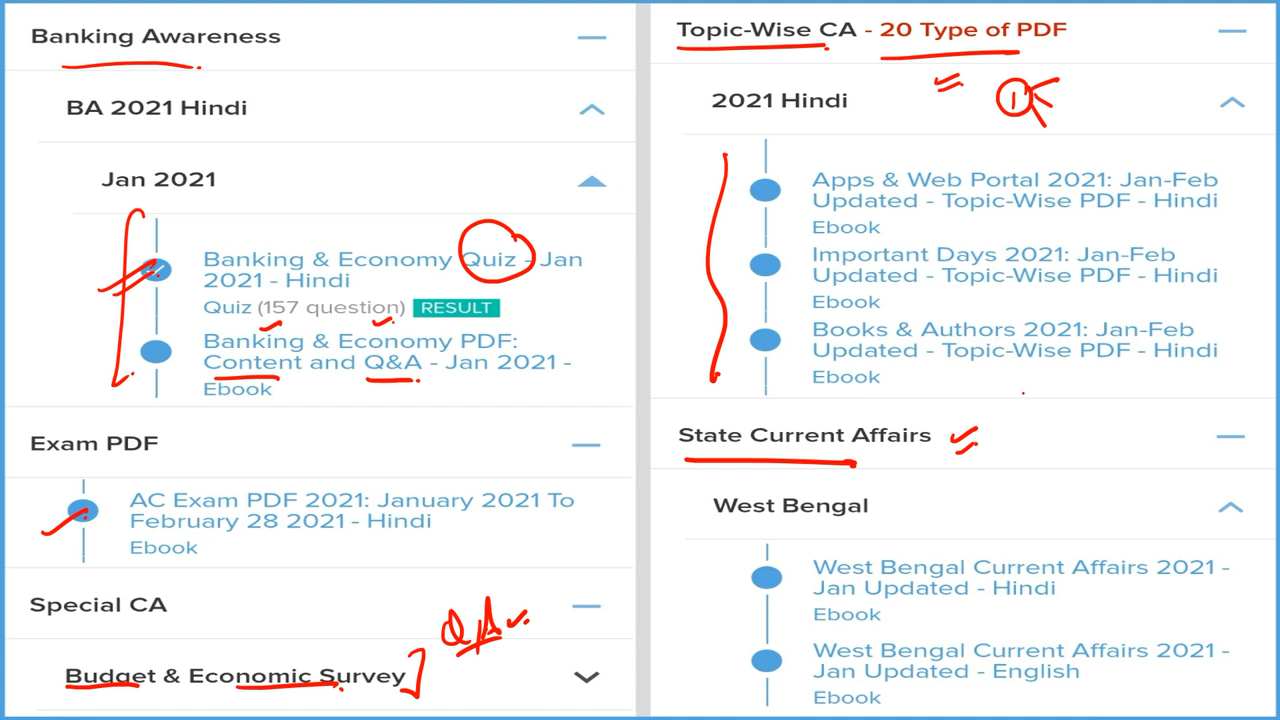 Banking Awareness
BA 2021 Hindi
Jan 2021
Banking & Economy Quiz - Jan
2021 - Hindi
Quiz (157 question) RESULT
Banking & Economy PDF:
Content and Q&A - Jan 2021 -
Ebook
Exam PDF
AC Exam PDF 2021: January 2021 To
February 28 2021 - Hindi
Ebook
Special CA
Q/A
Budget & Economic Survey
Topic-Wise CA - 20 Type of PDF
1
2021 Hindi
Apps & Web Portal 2021: Jan-Feb
Updated - Topic-Wise PDF - Hindi
Ebook
Important Days 2021: Jan-Feb
Updated - Topic-Wise PDF - Hindi
Ebook
Books & Authors 2021: Jan-Feb
Updated - Topic-Wise PDF - Hindi
Ebook
State Current Affairs
West Bengal
West Bengal Current Affairs 2021 -
Jan Updated - Hindi
Ebook
West Bengal Current Affairs 2021 -
Jan Updated - English
Ebook